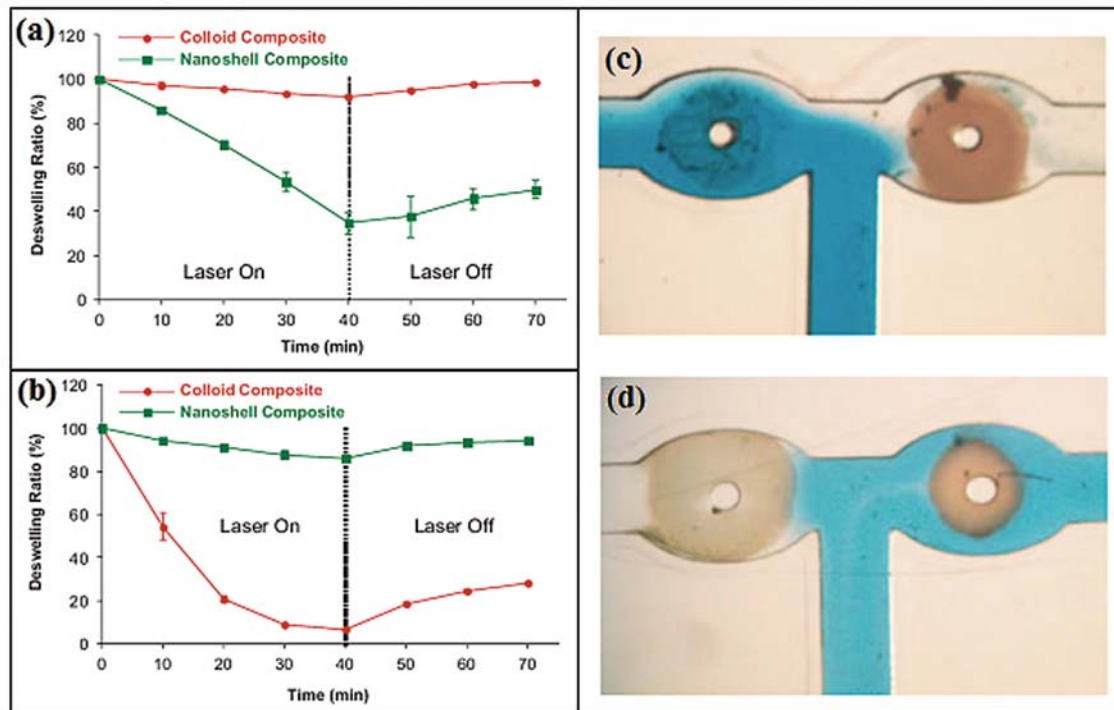 (a)
120
100
80
60
40
20
0
Deswelling Ratio (%)
Colloid Composite
Nanoshell Composite
Laser On
Laser Off
0 10 20 30 40 50 60 70
Time (min)
(b)
120
100
80
60
40
20
0
Deswelling Ratio (%)
Colloid Composite
Nanoshell Composite
Laser On
Laser Off
0 10 20 30 40 50 60 70
Time (min)
(c)
(d)